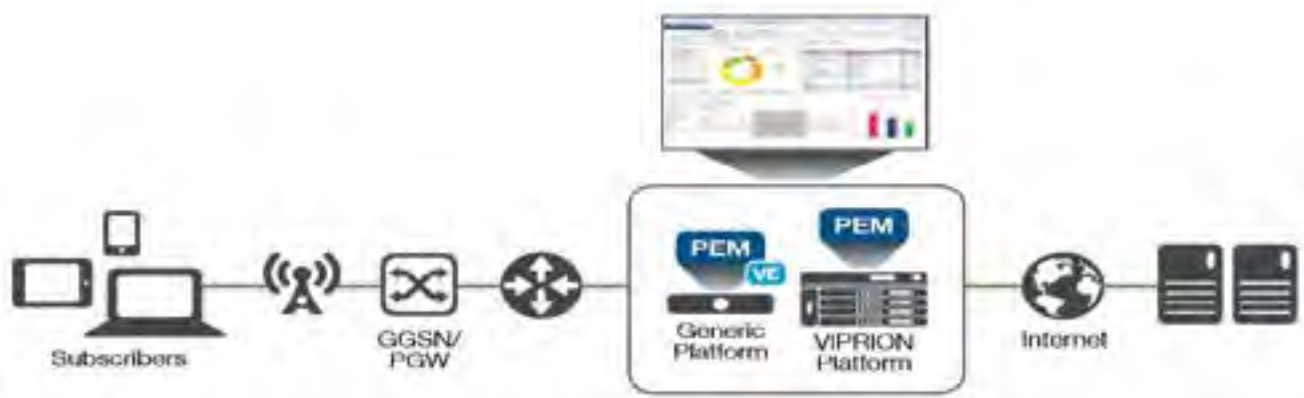 PEM
VE
PEM
Subscribers
GGSN/
PGW
Generic
Platform
VIPRION
Platform
Internet